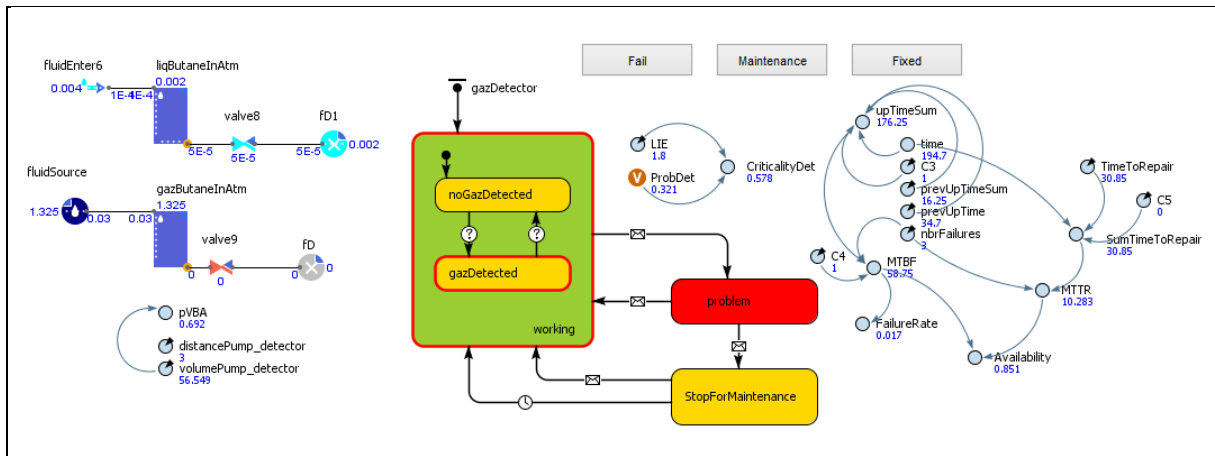 Fail
Maintenance
Fixed
fluidEnter6
0.004
1E-4
1E-4
liqButaneInAtm
0.002
valve8
5E-5
5E-5
5E-5
fD1
0.002
fluidSource
1.325
0.03
0.03
gazButaneInAtm
1.325
valve9
0
0
0
fD
0
pVBA
0.692
distancePump_detector
3
volumePump_detector
56.549
gazDetector
noGazDetected
?
?
gazDetected
working
problem
StopForMaintenance
LIE
1.8
V
ProbDet
0.321
CriticalityDet
0.578
upTimeSum
176.25
time
194.7
C3
1
prevUpTimeSum
16.25
prevUpTime
34.7
nbrFailures
3
C4
1
MTBF
58.75
FailureRate
0.017
TimeToRepair
30.85
C5
0
SumTimeToRepair
30.85
MTTR
10.283
Availability
0.851